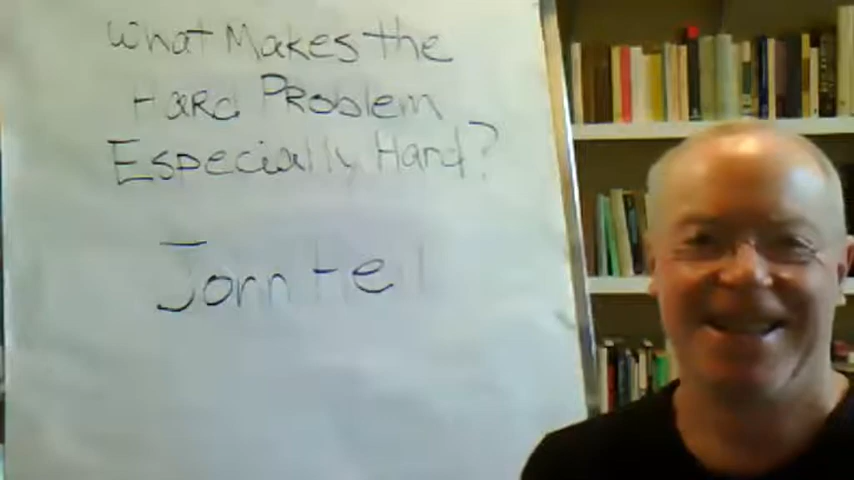 What Makes the
Hard Problem
Especially Hard?
John Heil